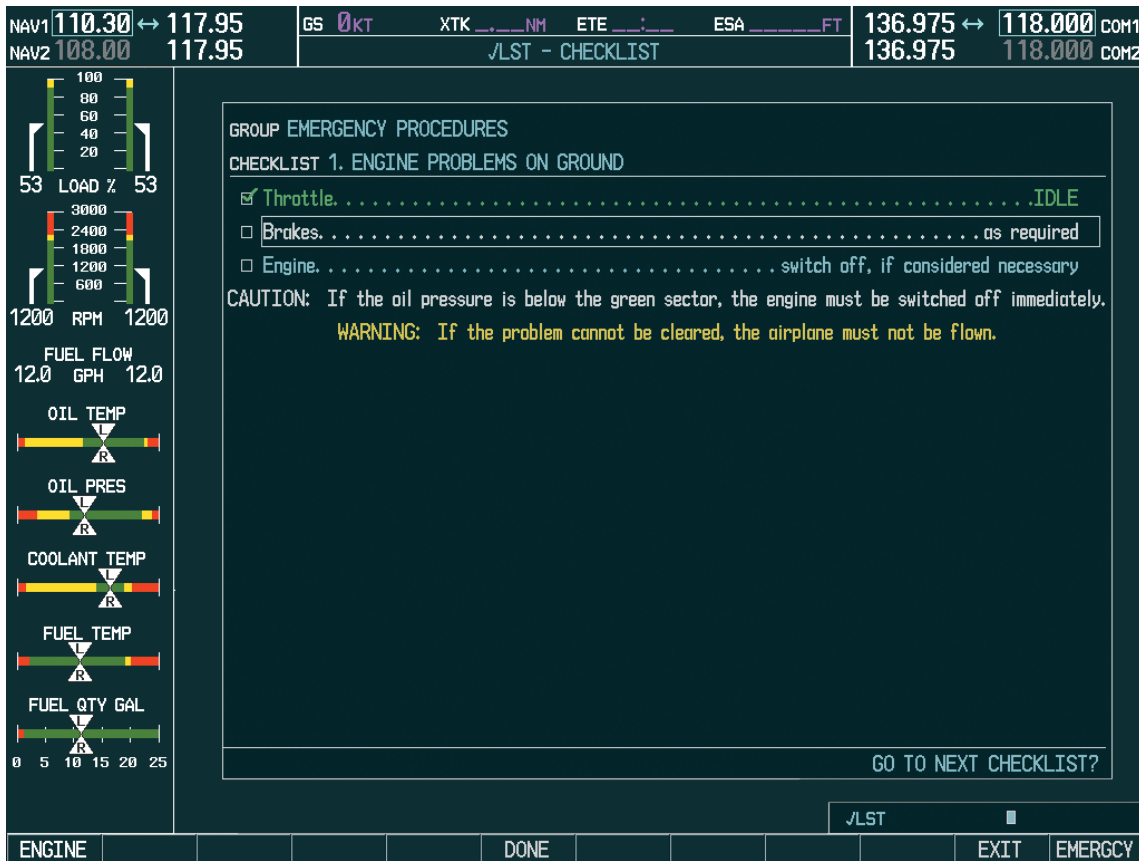 NAV1 110.30 ↔ 117.95 GS 0KT XTK _.__NM ETE __:__ ESA _____FT 136.975 ↔ 118.000 COM1
NAV2 108.00 117.95 √LST - CHECKLIST 136.975 118.000 COM2
100
80
60
40
20
53 LOAD % 53
3000
2400
1800
1200
600
1200 RPM 1200
FUEL FLOW
12.0 GPH 12.0
OIL TEMP
L
R
OIL PRES
L
R
COOLANT TEMP
L
R
FUEL TEMP
L
R
FUEL QTY GAL
L
R
0 5 10 15 20 25
GROUP EMERGENCY PROCEDURES
CHECKLIST 1. ENGINE PROBLEMS ON GROUND
Throttle. . . . . . . . . . . . . . . . . . . . . . . . . . . . . . . . . . . . . . . . . . . . . . . . . . . . . .IDLE
Brakes. . . . . . . . . . . . . . . . . . . . . . . . . . . . . . . . . . . . . . . . . . . . . . . . . . . as required
Engine. . . . . . . . . . . . . . . . . . . . . . . . . . . . . . . . . . . . switch off, if considered necessary
CAUTION: If the oil pressure is below the green sector, the engine must be switched off immediately.
WARNING: If the problem cannot be cleared, the airplane must not be flown.
GO TO NEXT CHECKLIST?
√LST
ENGINE DONE EXIT EMERGCY